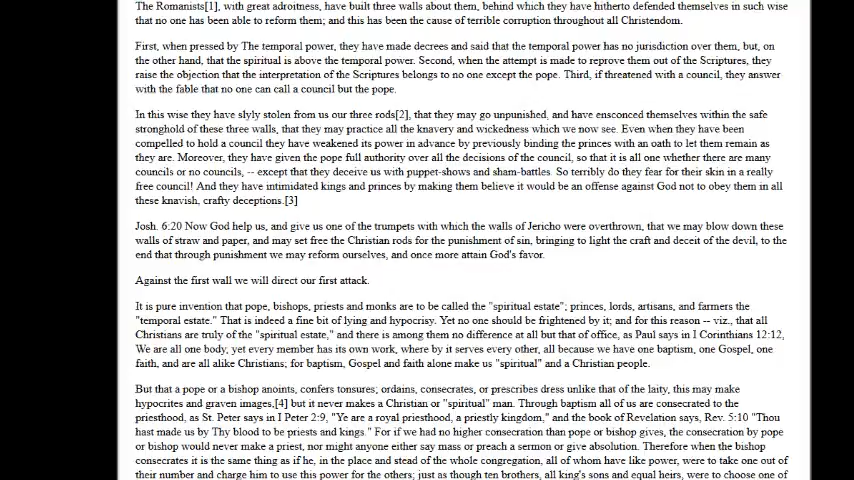 The Romanists[1], with great adroitness, have built three walls about them, behind which they have hitherto defended themselves in such wise
that no one has been able to reform them; and this has been the cause of terrible corruption throughout all Christendom.
First, when pressed by The temporal power, they have made decrees and said that the temporal power has no jurisdiction over them, but, on
the other hand, that the spiritual is above the temporal power. Second, when the attempt is made to reprove them out of the Scriptures, they
raise the objection that the interpretation of the Scriptures belongs to no one except the pope. Third, if threatened with a council, they answer
with the fable that no one can call a council but the pope.
In this wise they have slyly stolen from us our three rods[2], that they may go unpunished, and have ensconced themselves within the safe
stronghold of these three walls, that they may practice all the knavery and wickedness which we now see. Even when they have been
compelled to hold a council they have weakened its power in advance by previously binding the princes with an oath to let them remain as
they are. Moreover, they have given the pope full authority over all the decisions of the council, so that it is all one whether there are many
councils or no councils, -- except that they deceive us with puppet-shows and sham-battles. So terribly do they fear for their skin in a really
free council! And they have intimidated kings and princes by making them believe it would be an offense against God not to obey them in all
these knavish, crafty deceptions.[3]
Josh. 6:20 Now God help us, and give us one of the trumpets with which the walls of Jericho were overthrown, that we may blow down these
walls of straw and paper, and may set free the Christian rods for the punishment of sin, bringing to light the craft and deceit of the devil, to the
end that through punishment we may reform ourselves, and once more attain God's favor.
Against the first wall we will direct our first attack.
It is pure invention that pope, bishops, priests and monks are to be called the "spiritual estate"; princes, lords, artisans, and farmers the
"temporal estate." That is indeed a fine bit of lying and hypocrisy. Yet no one should be frightened by it; and for this reason -- viz., that all
Christians are truly of the "spiritual estate," and there is among them no difference at all but that of office, as Paul says in I Corinthians 12:12,
We are all one body, yet every member has its own work, where by it serves every other, all because we have one baptism, one Gospel, one
faith, and are all alike Christians; for baptism, Gospel and faith alone make us "spiritual" and a Christian people.
But that a pope or a bishop anoints, confers tonsures; ordains, consecrates, or prescribes dress unlike that of the laity, this may make
hypocrites and graven images,[4] but it never makes a Christian or "spiritual" man. Through baptism all of us are consecrated to the
priesthood, as St. Peter says in I Peter 2:9, "Ye are a royal priesthood, a priestly kingdom," and the book of Revelation says, Rev. 5:10 "Thou
hast made us by Thy blood to be priests and kings." For if we had no higher consecration than pope or bishop gives, the consecration by pope
or bishop would never make a priest, nor might anyone either say mass or preach a sermon or give absolution. Therefore when the bishop
consecrates it is the same thing as if he, in the place and stead of the whole congregation, all of whom have like power, were to take one out of
their number and charge him to use this power for the others; just as though ten brothers, all king's sons and equal heirs, were to choose one of